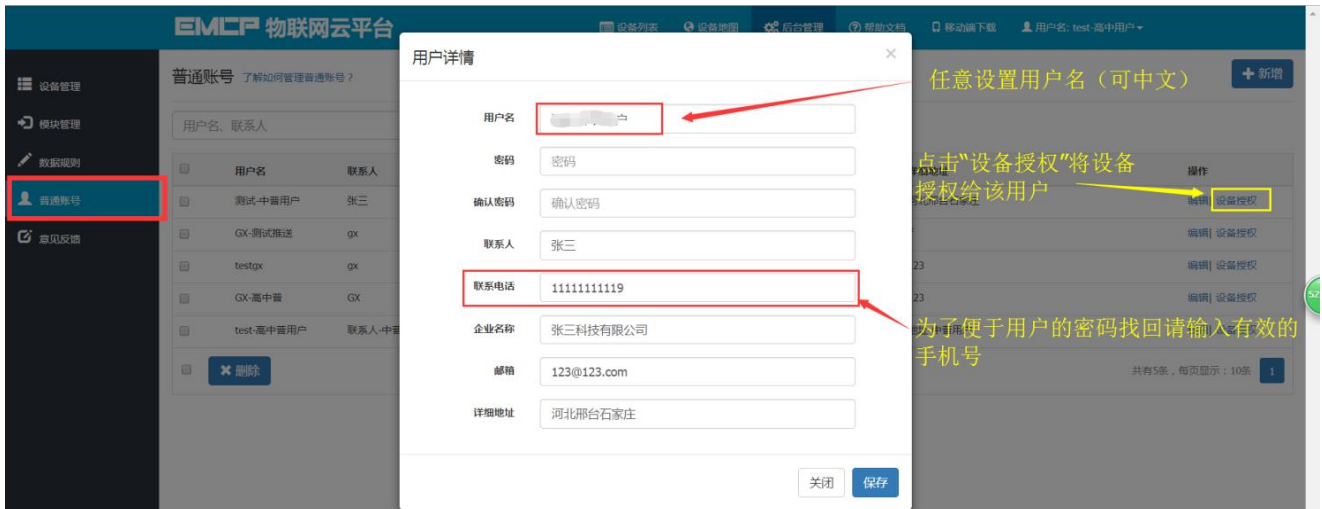 EMCP 物联网云平台
设备列表
设备地图
后台管理
帮助文档
移动端下载
用户名: test-高中用户
设备管理
模块管理
数据规则
普通账号
意见反馈
普通账号 了解如何管理普通账号？
新增
用户名、联系人
用户名 联系人 操作
测试-中普用户 张三 编辑| 设备授权
GX-测试推送 gx 编辑| 设备授权
testgx gx 23 编辑| 设备授权
GX-高中普 GX 23 编辑| 设备授权
test-高中普用户 联系人-中普
删除
共有5条，每页显示：10条 1
用户详情
×
用户名 户
密码 密码
确认密码 确认密码
联系人 张三
联系电话 11111111119
企业名称 张三科技有限公司
邮箱 123@123.com
详细地址 河北邢台石家庄
关闭
保存
任意设置用户名（可中文）
点击“设备授权”将设备
授权给该用户
为了便于用户的密码找回请输入有效的
手机号
52